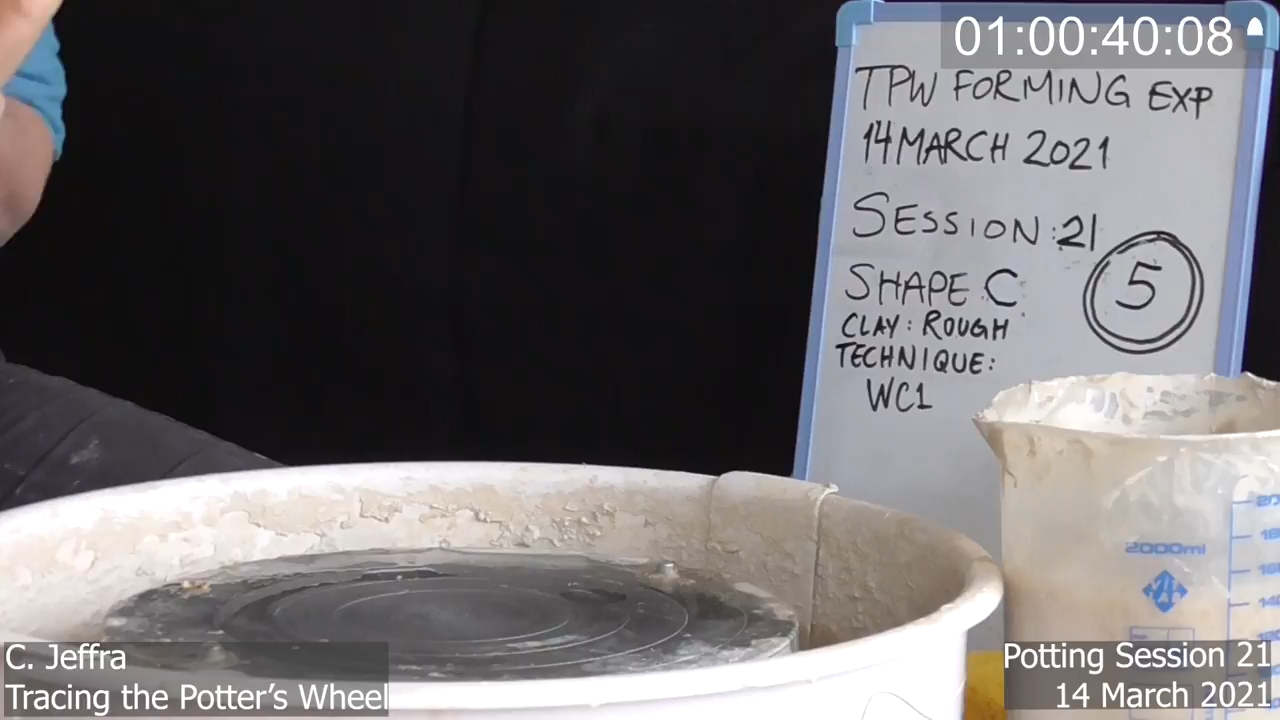 01:00:40:08
TPW FORMING EXP
14 MARCH 2021
SESSION: 21
5
SHAPE C
CLAY: ROUGH
TECHNIQUE:
WC1
2000ml
C. Jeffra
Tracing the Potter's Wheel
Potting Session 21
14 March 2021